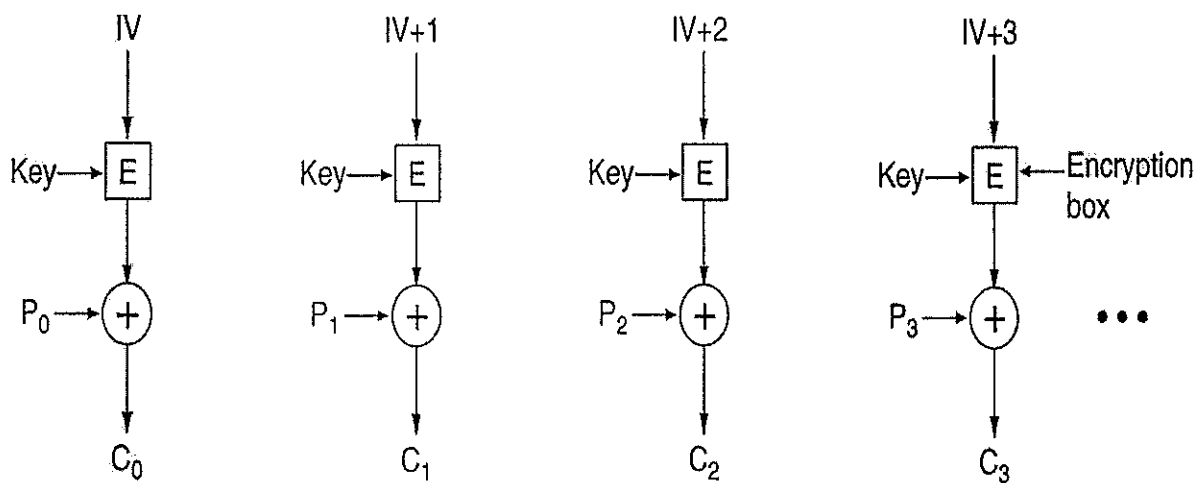 IV IV+1 IV+2 IV+3
Key E Key E Key E Key E Encryption
box
P₀ + P₁ + P₂ + P₃ + •••
C₀ C₁ C₂ C₃